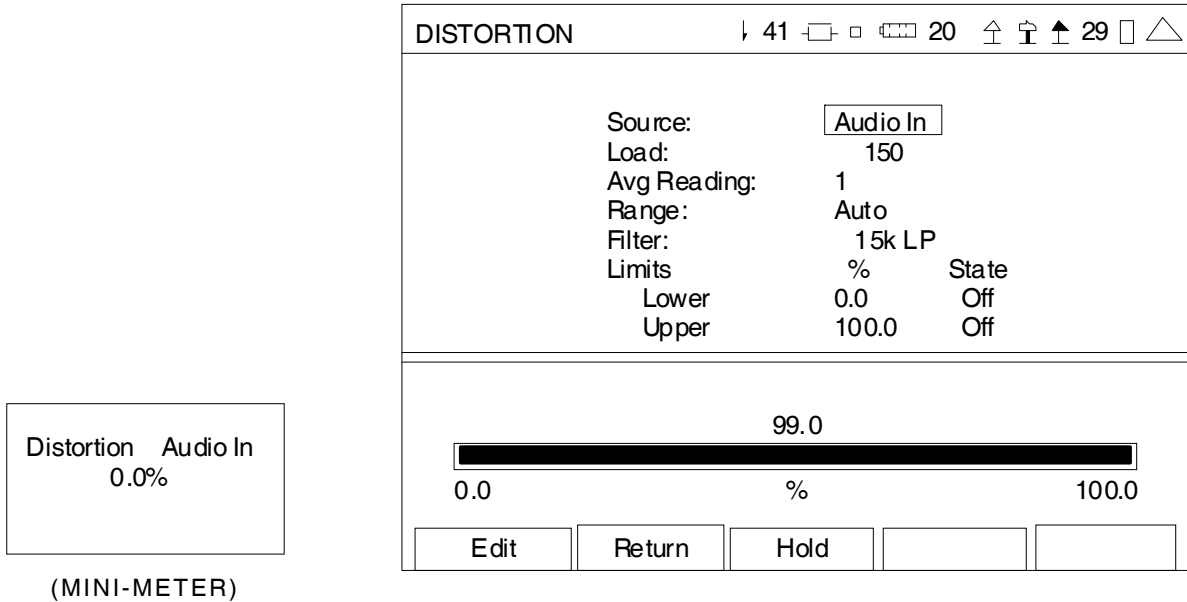 DISTORTION 41 20 29
Source: Audio In
Load: 150
Avg Reading: 1
Range: Auto
Filter: 15k LP
Limits % State
Lower 0.0 Off
Upper 100.0 Off
99.0
0.0 % 100.0
Edit Return Hold
Distortion Audio In
0.0%
(MINI-METER)